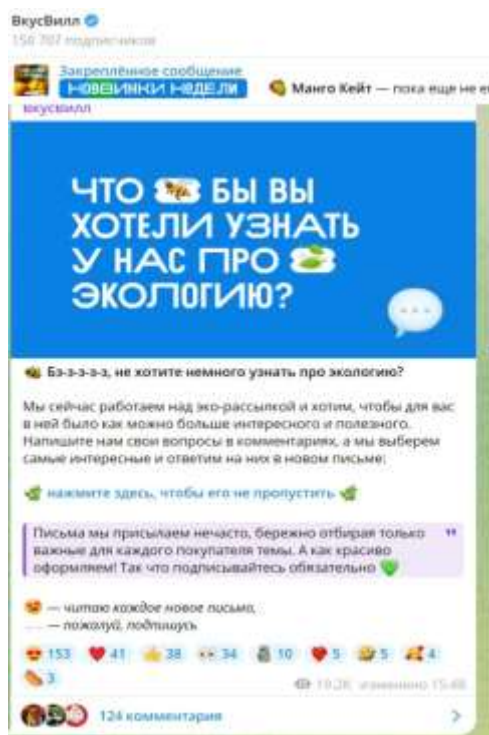 ВкусВилл
подписчиков
Закреплённое сообщение
НОВИНКИ НЕДЕЛИ
Манго Кейт — пока еще не
вкусвилл
ЧТО 🐝 БЫ ВЫ
ХОТЕЛИ УЗНАТЬ
У НАС ПРО
ЭКОЛОГИЮ?
🐝 Бз-з-з-з-з, не хотите немного узнать про экологию?
Мы сейчас работаем над эко-рассылкой и хотим, чтобы для вас
в ней было как можно больше интересного и полезного.
Напишите нам свои вопросы в комментариях, а мы выберем
самые интересные и ответим на них в новом письме:
🌿 нажмите здесь, чтобы его не пропустить 🌿
Письма мы присылаем нечасто, бережно отбирая только
важные для каждого покупателя темы. А как красиво
оформляем! Так что подписывайтесь обязательно 💚
😍 — читаю каждое новое письмо,
👀 — пожалуй, подпишусь
😍 153 ❤ 41 👍 38 👀 34 🗿 10 ❤ 5 5 🥰 4
🌭 3
изменено 15:48
124 комментария